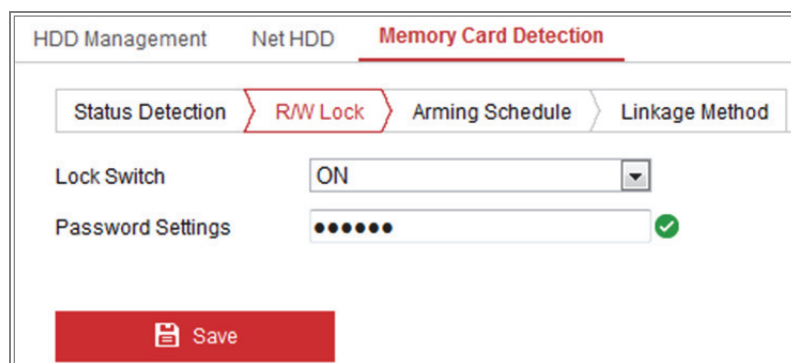 HDD Management Net HDD Memory Card Detection
Status Detection R/W Lock Arming Schedule Linkage Method
Lock Switch ON
Password Settings ••••••
Save